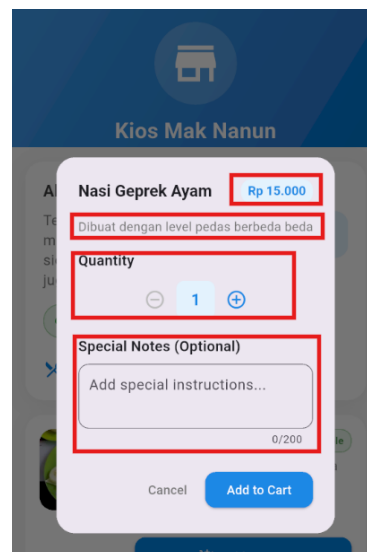 Kios Mak Nanun
Nasi Geprek Ayam
Rp 15.000
Dibuat dengan level pedas berbeda beda
Quantity
1
Special Notes (Optional)
Add special instructions...
0/200
Cancel
Add to Cart